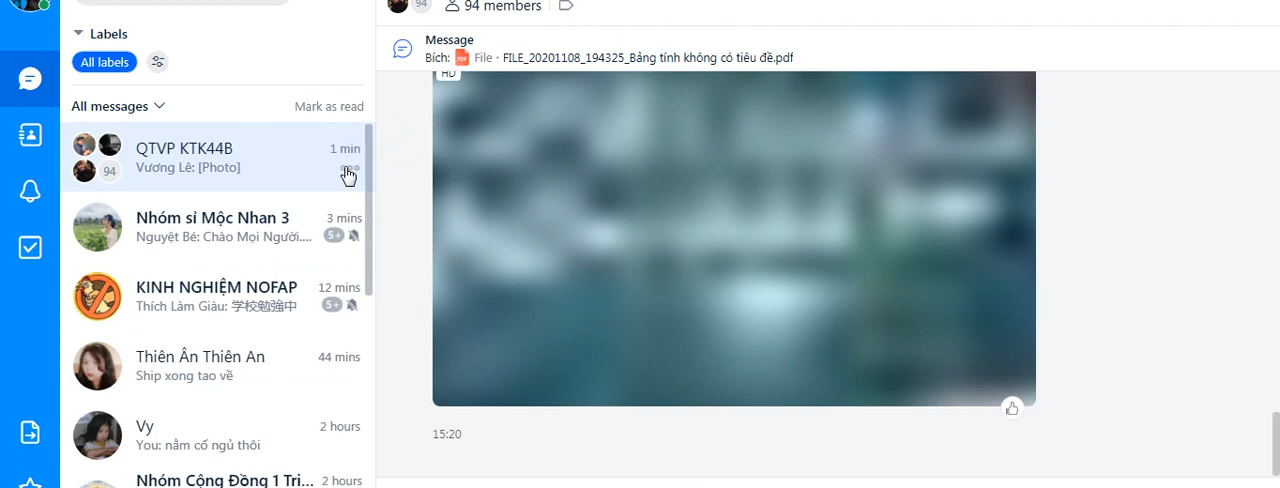 94
94 members
Labels
Message
Bích: PDF File · FILE_20201108_194325_Bảng tính không có tiêu đề.pdf
All labels
HD
All messages
Mark as read
QTVP KTK44B
1 min
Vương Lê: [Photo]
94
Nhóm sỉ Mộc Nhan 3
3 mins
Nguyệt Bé: Chào Mọi Người....
5+
KINH NGHIỆM NOFAP
12 mins
Thích Làm Giàu: 学校勉強中
5+
Thiên Ân Thiên An
44 mins
Ship xong tao về
Vy
2 hours
You: nằm cố ngủ thôi
15:20
Nhóm Cộng Đồng 1 Tri...
2 hours